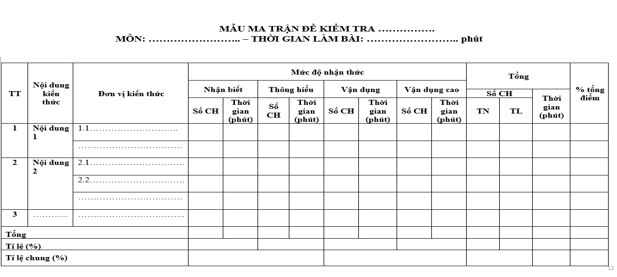 MẪU MA TRẬN ĐỀ KIỂM TRA ……………
MÔN: …………………….. – THỜI GIAN LÀM BÀI: …………………….. phút
TT Nội dung kiến thức Đơn vị kiến thức Mức độ nhận thức Tổng % tổng điểm
Nhận biết Thông hiểu Vận dụng Vận dụng cao Số CH Thời gian (phút)
Số CH Thời gian (phút) Số CH Thời gian (phút) Số CH Thời gian (phút) Số CH Thời gian (phút) TN TL
1 Nội dung 1 1.1………………………….
……………………………….
2 Nội dung 2 2.1……………………………
2.2……………………………
……………………………….
3 ……….. ……………………………….
Tổng
Tỉ lệ (%)
Tỉ lệ chung (%)